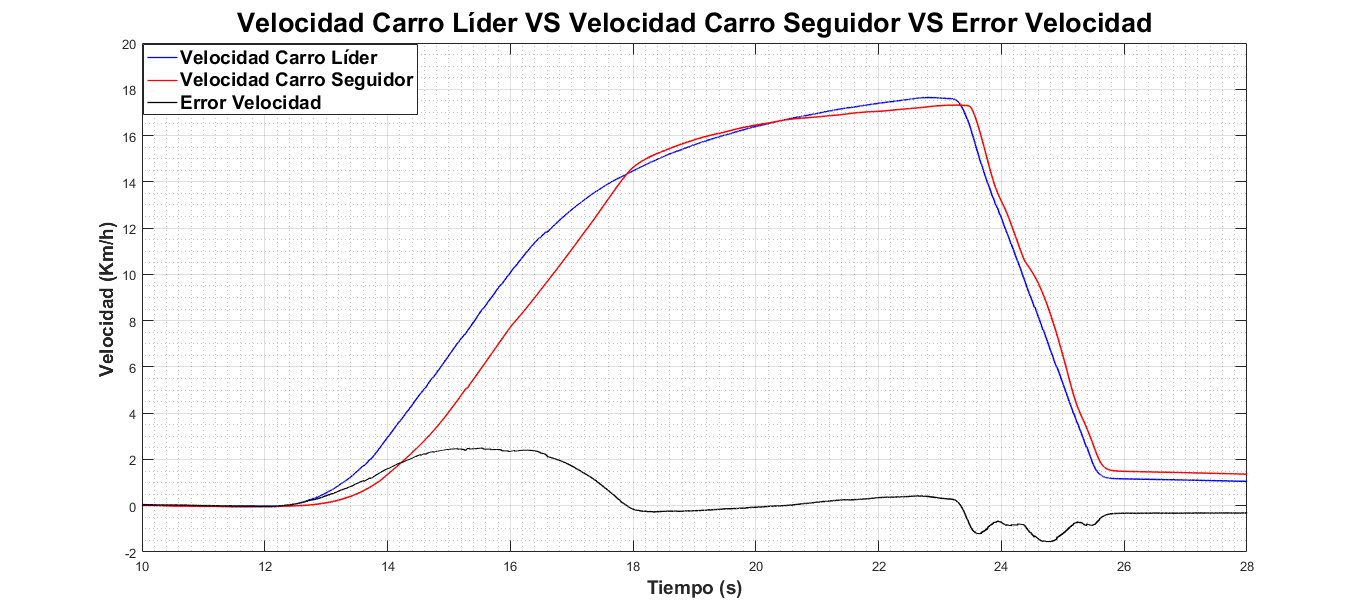 Velocidad Carro Líder VS Velocidad Carro Seguidor VS Error Velocidad
Velocidad Carro Líder
Velocidad Carro Seguidor
Error Velocidad
20
18
16
14
12
10
8
6
4
2
0
-2
Velocidad (Km/h)
10 12 14 16 18 20 22 24 26 28
Tiempo (s)